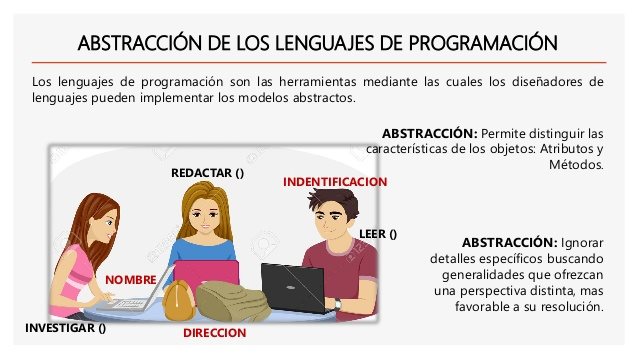 ABSTRACCIÓN DE LOS LENGUAJES DE PROGRAMACIÓN
Los lenguajes de programación son las herramientas mediante las cuales los diseñadores de
lenguajes pueden implementar los modelos abstractos.
ABSTRACCIÓN: Permite distinguir las
características de los objetos: Atributos y
Métodos.
REDACTAR ()
INDENTIFICACION
LEER ()
ABSTRACCIÓN: Ignorar
detalles específicos buscando
generalidades que ofrezcan
una perspectiva distinta, mas
favorable a su resolución.
NOMBRE
INVESTIGAR ()
DIRECCION